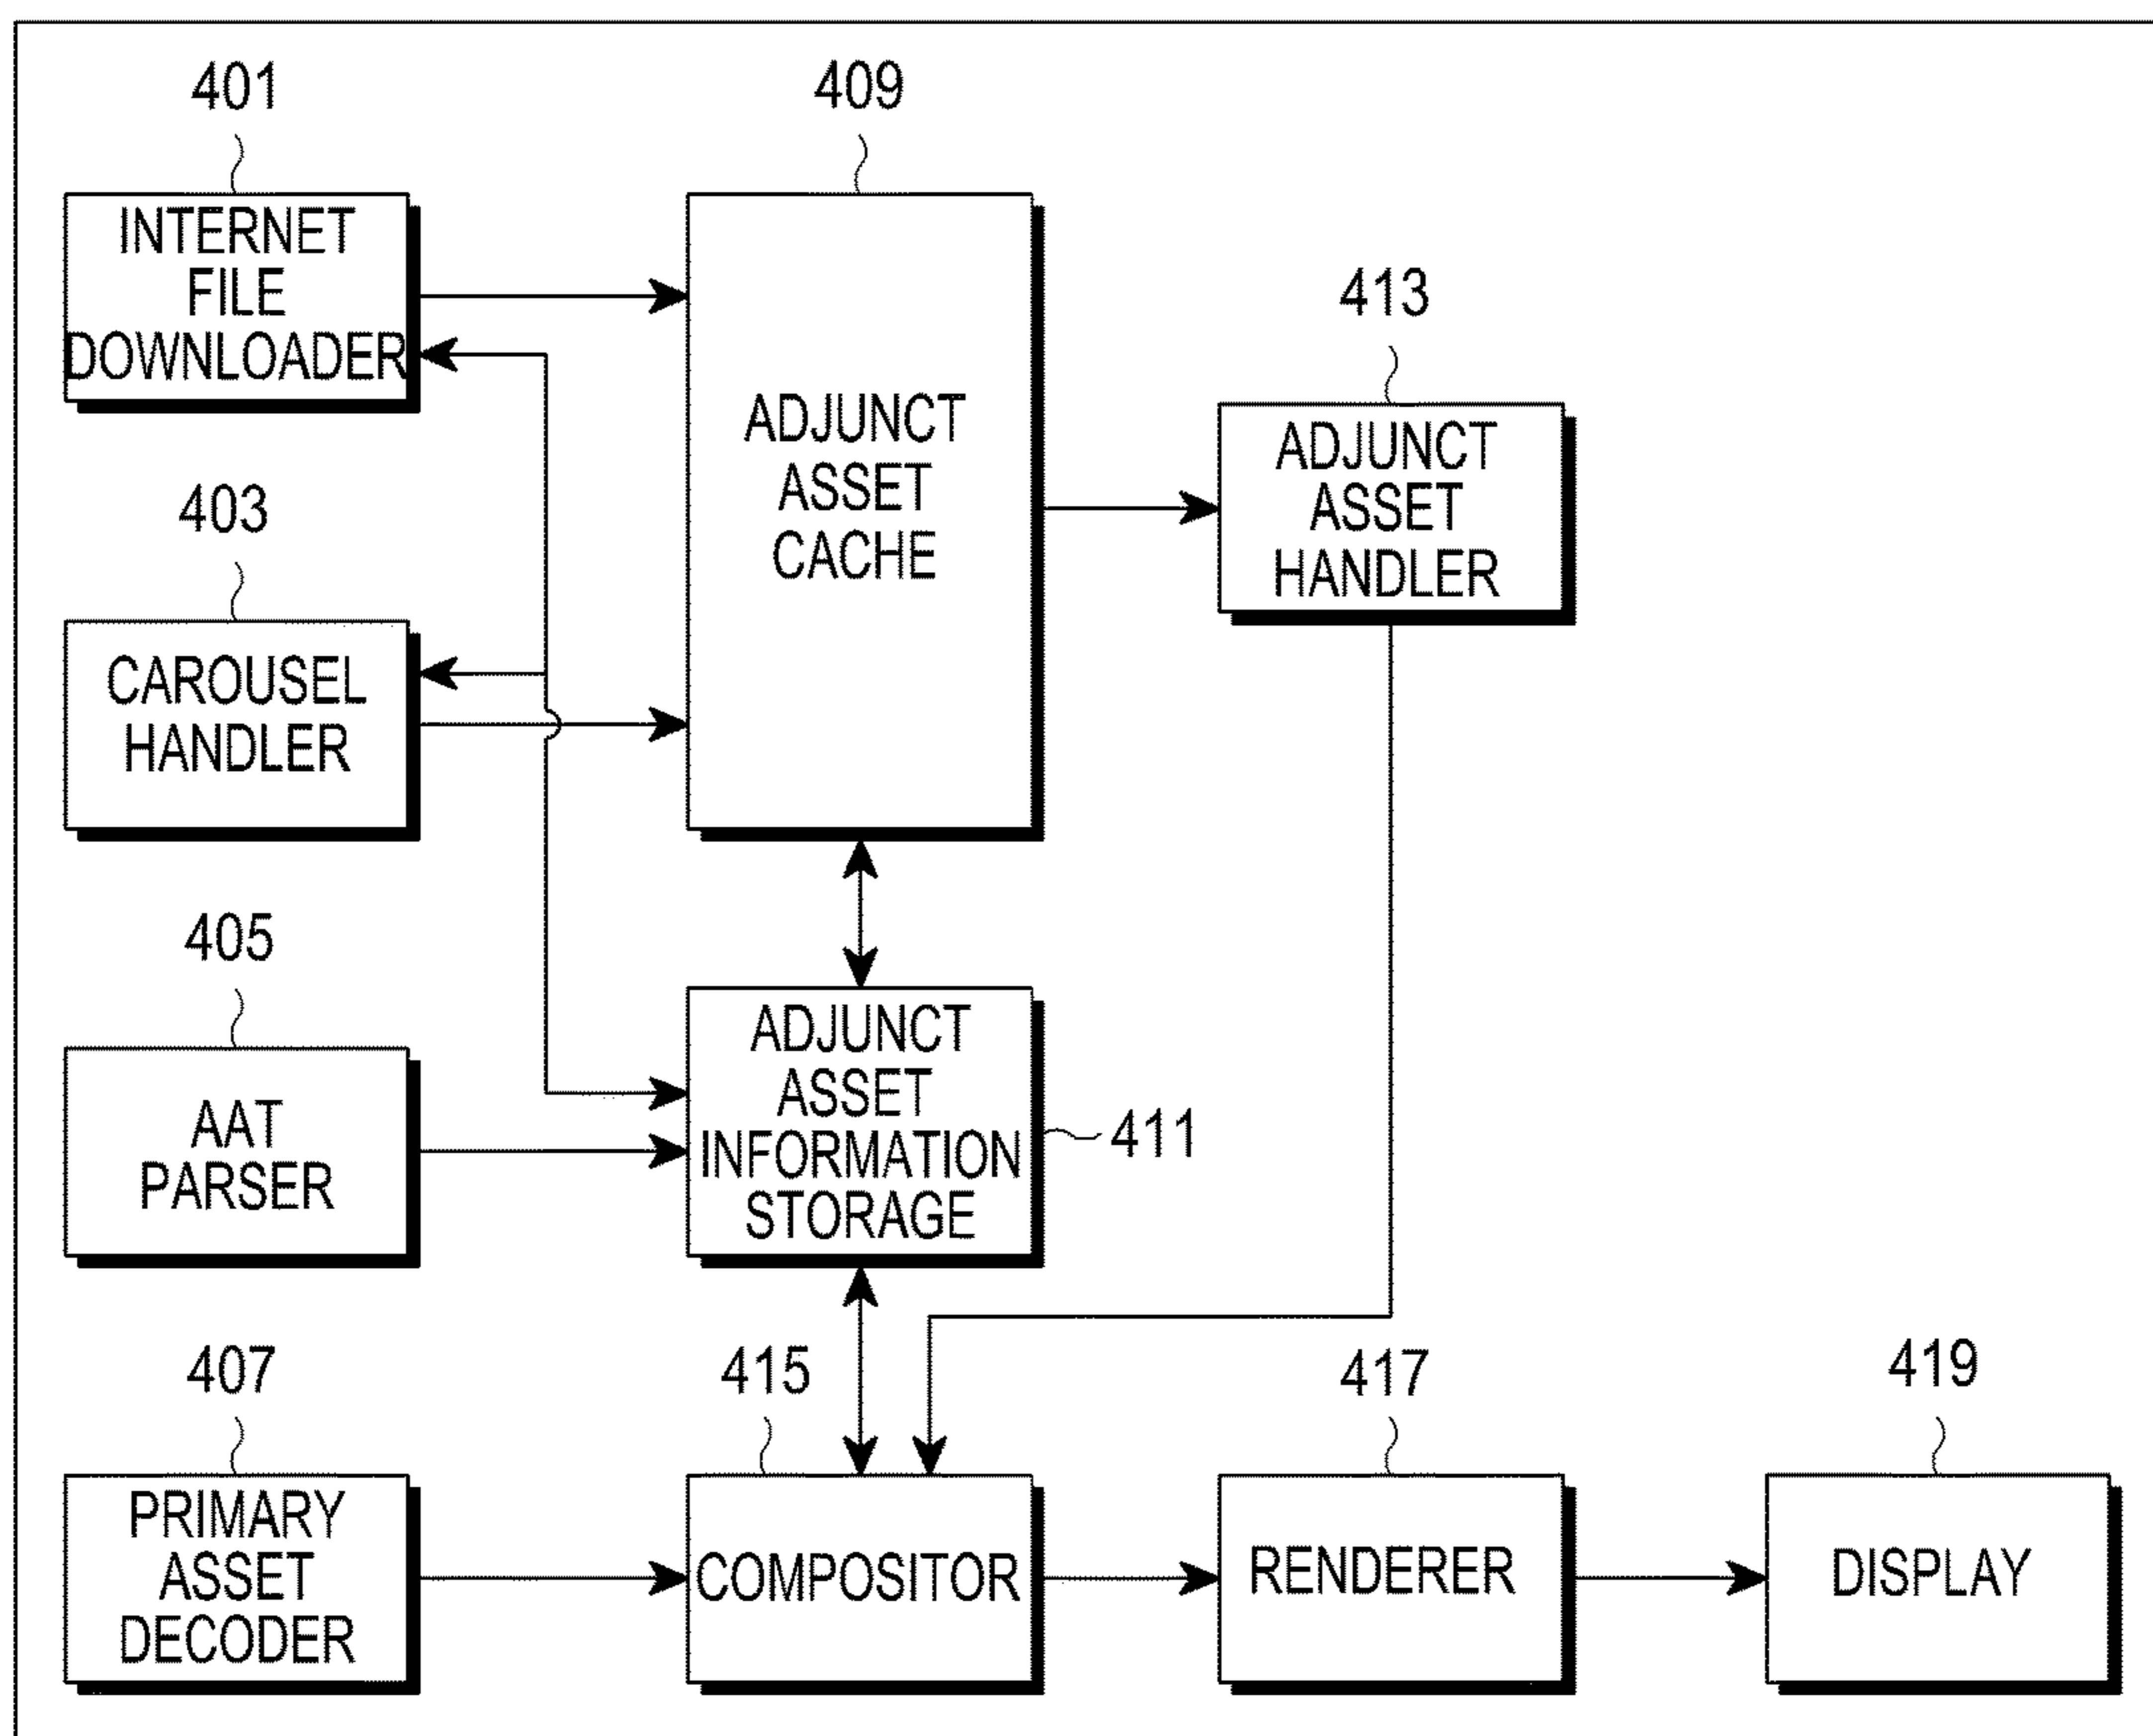 401
INTERNET
FILE
DOWNLOADER
403
CAROUSEL
HANDLER
405
AAT
PARSER
407
PRIMARY
ASSET
DECODER
409
ADJUNCT
ASSET
CACHE
411
ADJUNCT
ASSET
INFORMATION
STORAGE
413
ADJUNCT
ASSET
HANDLER
415
COMPOSITOR
417
RENDERER
419
DISPLAY